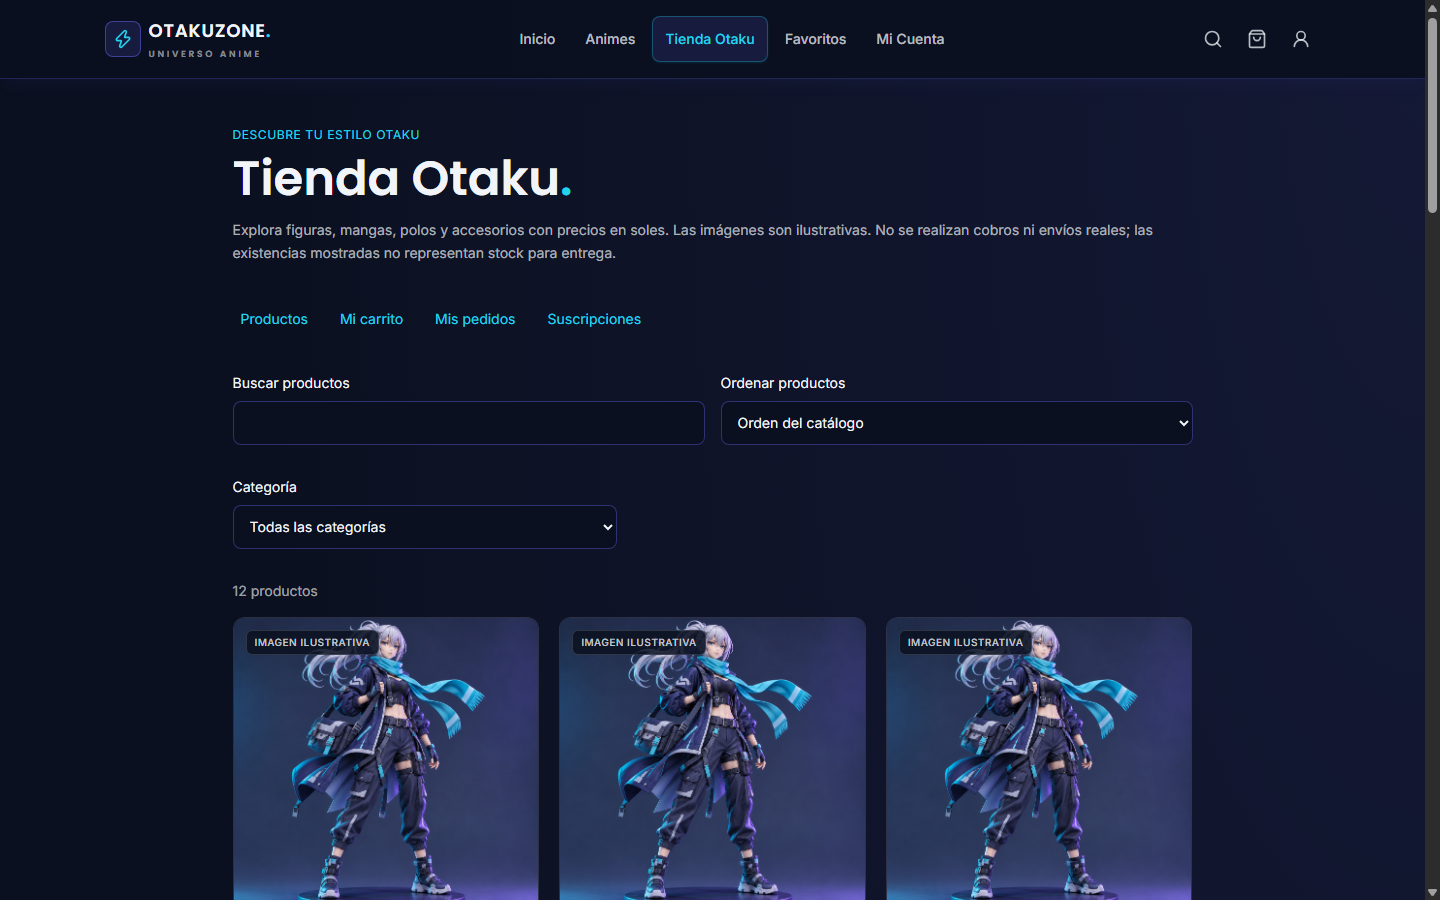 OTAKUZONE.
UNIVERSO ANIME
Inicio
Animes
Tienda Otaku
Favoritos
Mi Cuenta
DESCUBRE TU ESTILO OTAKU
Tienda Otaku.
Explora figuras, mangas, polos y accesorios con precios en soles. Las imágenes son ilustrativas. No se realizan cobros ni envíos reales; las
existencias mostradas no representan stock para entrega.
Productos
Mi carrito
Mis pedidos
Suscripciones
Buscar productos
Ordenar productos
Orden del catálogo
Categoría
Todas las categorías
12 productos
IMAGEN ILUSTRATIVA
IMAGEN ILUSTRATIVA
IMAGEN ILUSTRATIVA